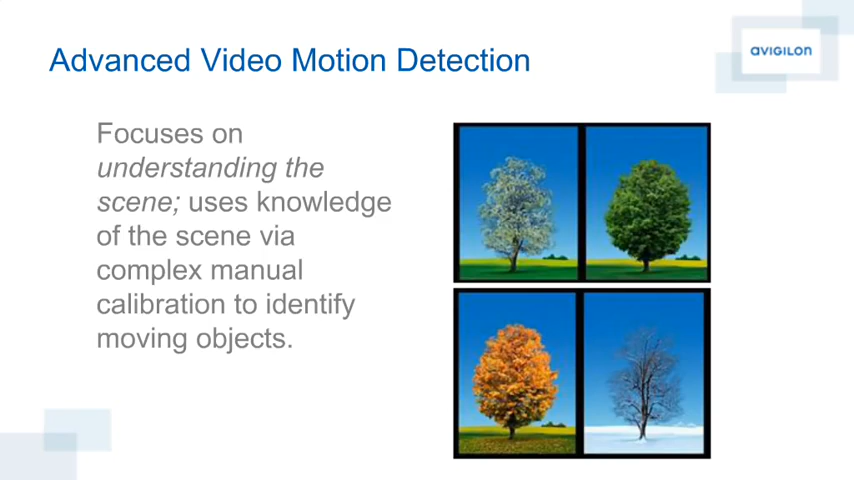 Advanced Video Motion Detection
avigilon
Focuses on
understanding the
scene; uses knowledge
of the scene via
complex manual
calibration to identify
moving objects.